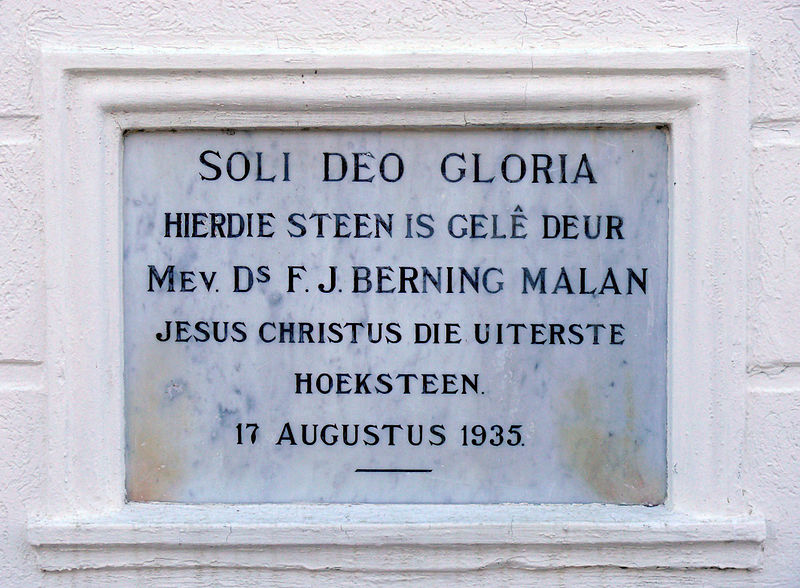 SOLI DEO GLORIA
HIERDIE STEEN IS GELÊ DEUR
MEV. DS F. J. BERNING MALAN
JESUS CHRISTUS DIE UITERSTE
HOEKSTEEN.
17 AUGUSTUS 1935.